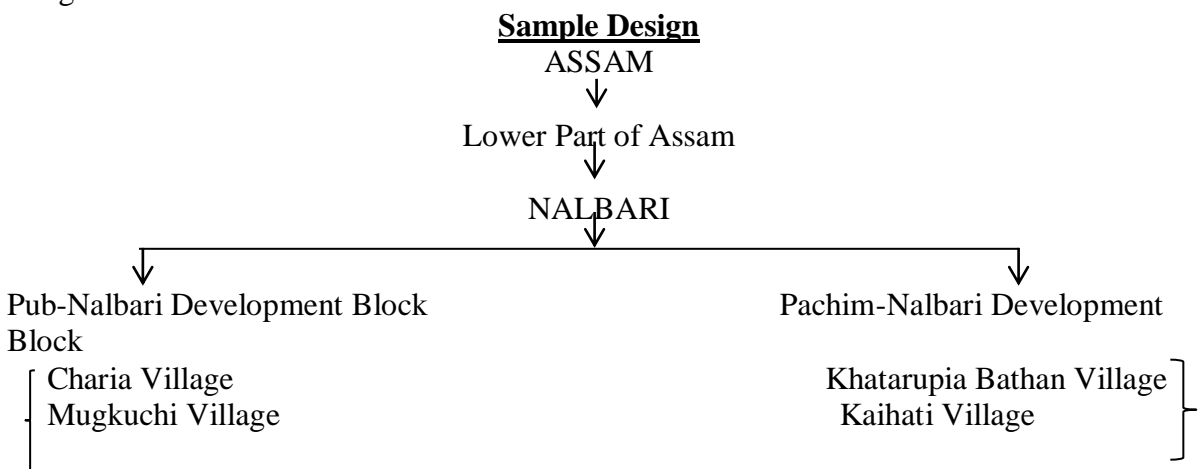 Sample Design
ASSAM
Lower Part of Assam
NALBARI
Pub-Nalbari Development Block Pachim-Nalbari Development
Block
Charia Village Khatarupia Bathan Village
Mugkuchi Village Kaihati Village